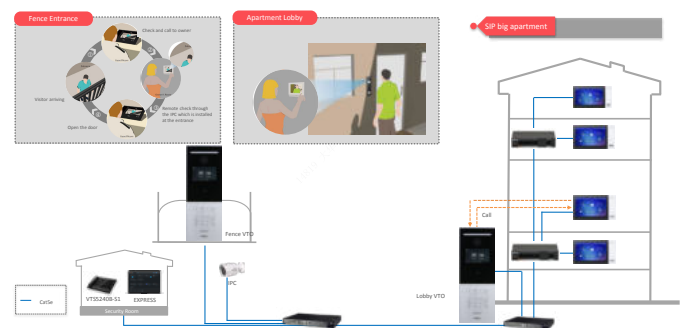 Fence Entrance
Check and call to owner
Visitor arriving
Remote check through
the IPC which is installed
at the entrance
Open the door
Apartment Lobby
SIP big apartment
Call
Fence VTO
IPC
Lobby VTO
VTS5240B-S1
EXPRESS
Security Room
Cat5e